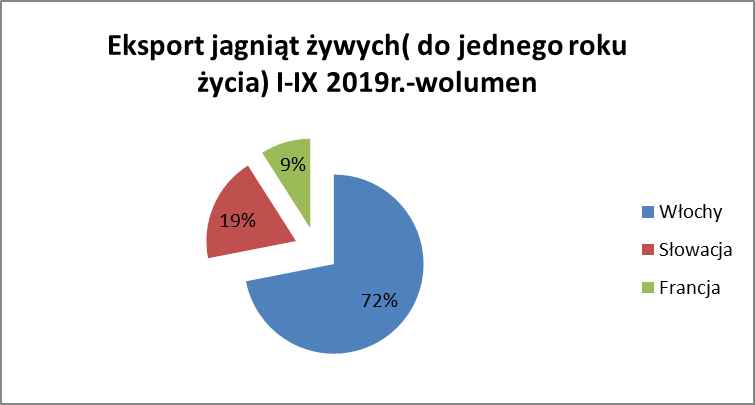 Eksport jagniąt żywych( do jednego roku
życia) I-IX 2019r.-wolumen
9%
19%
72%
Włochy
Słowacja
Francja